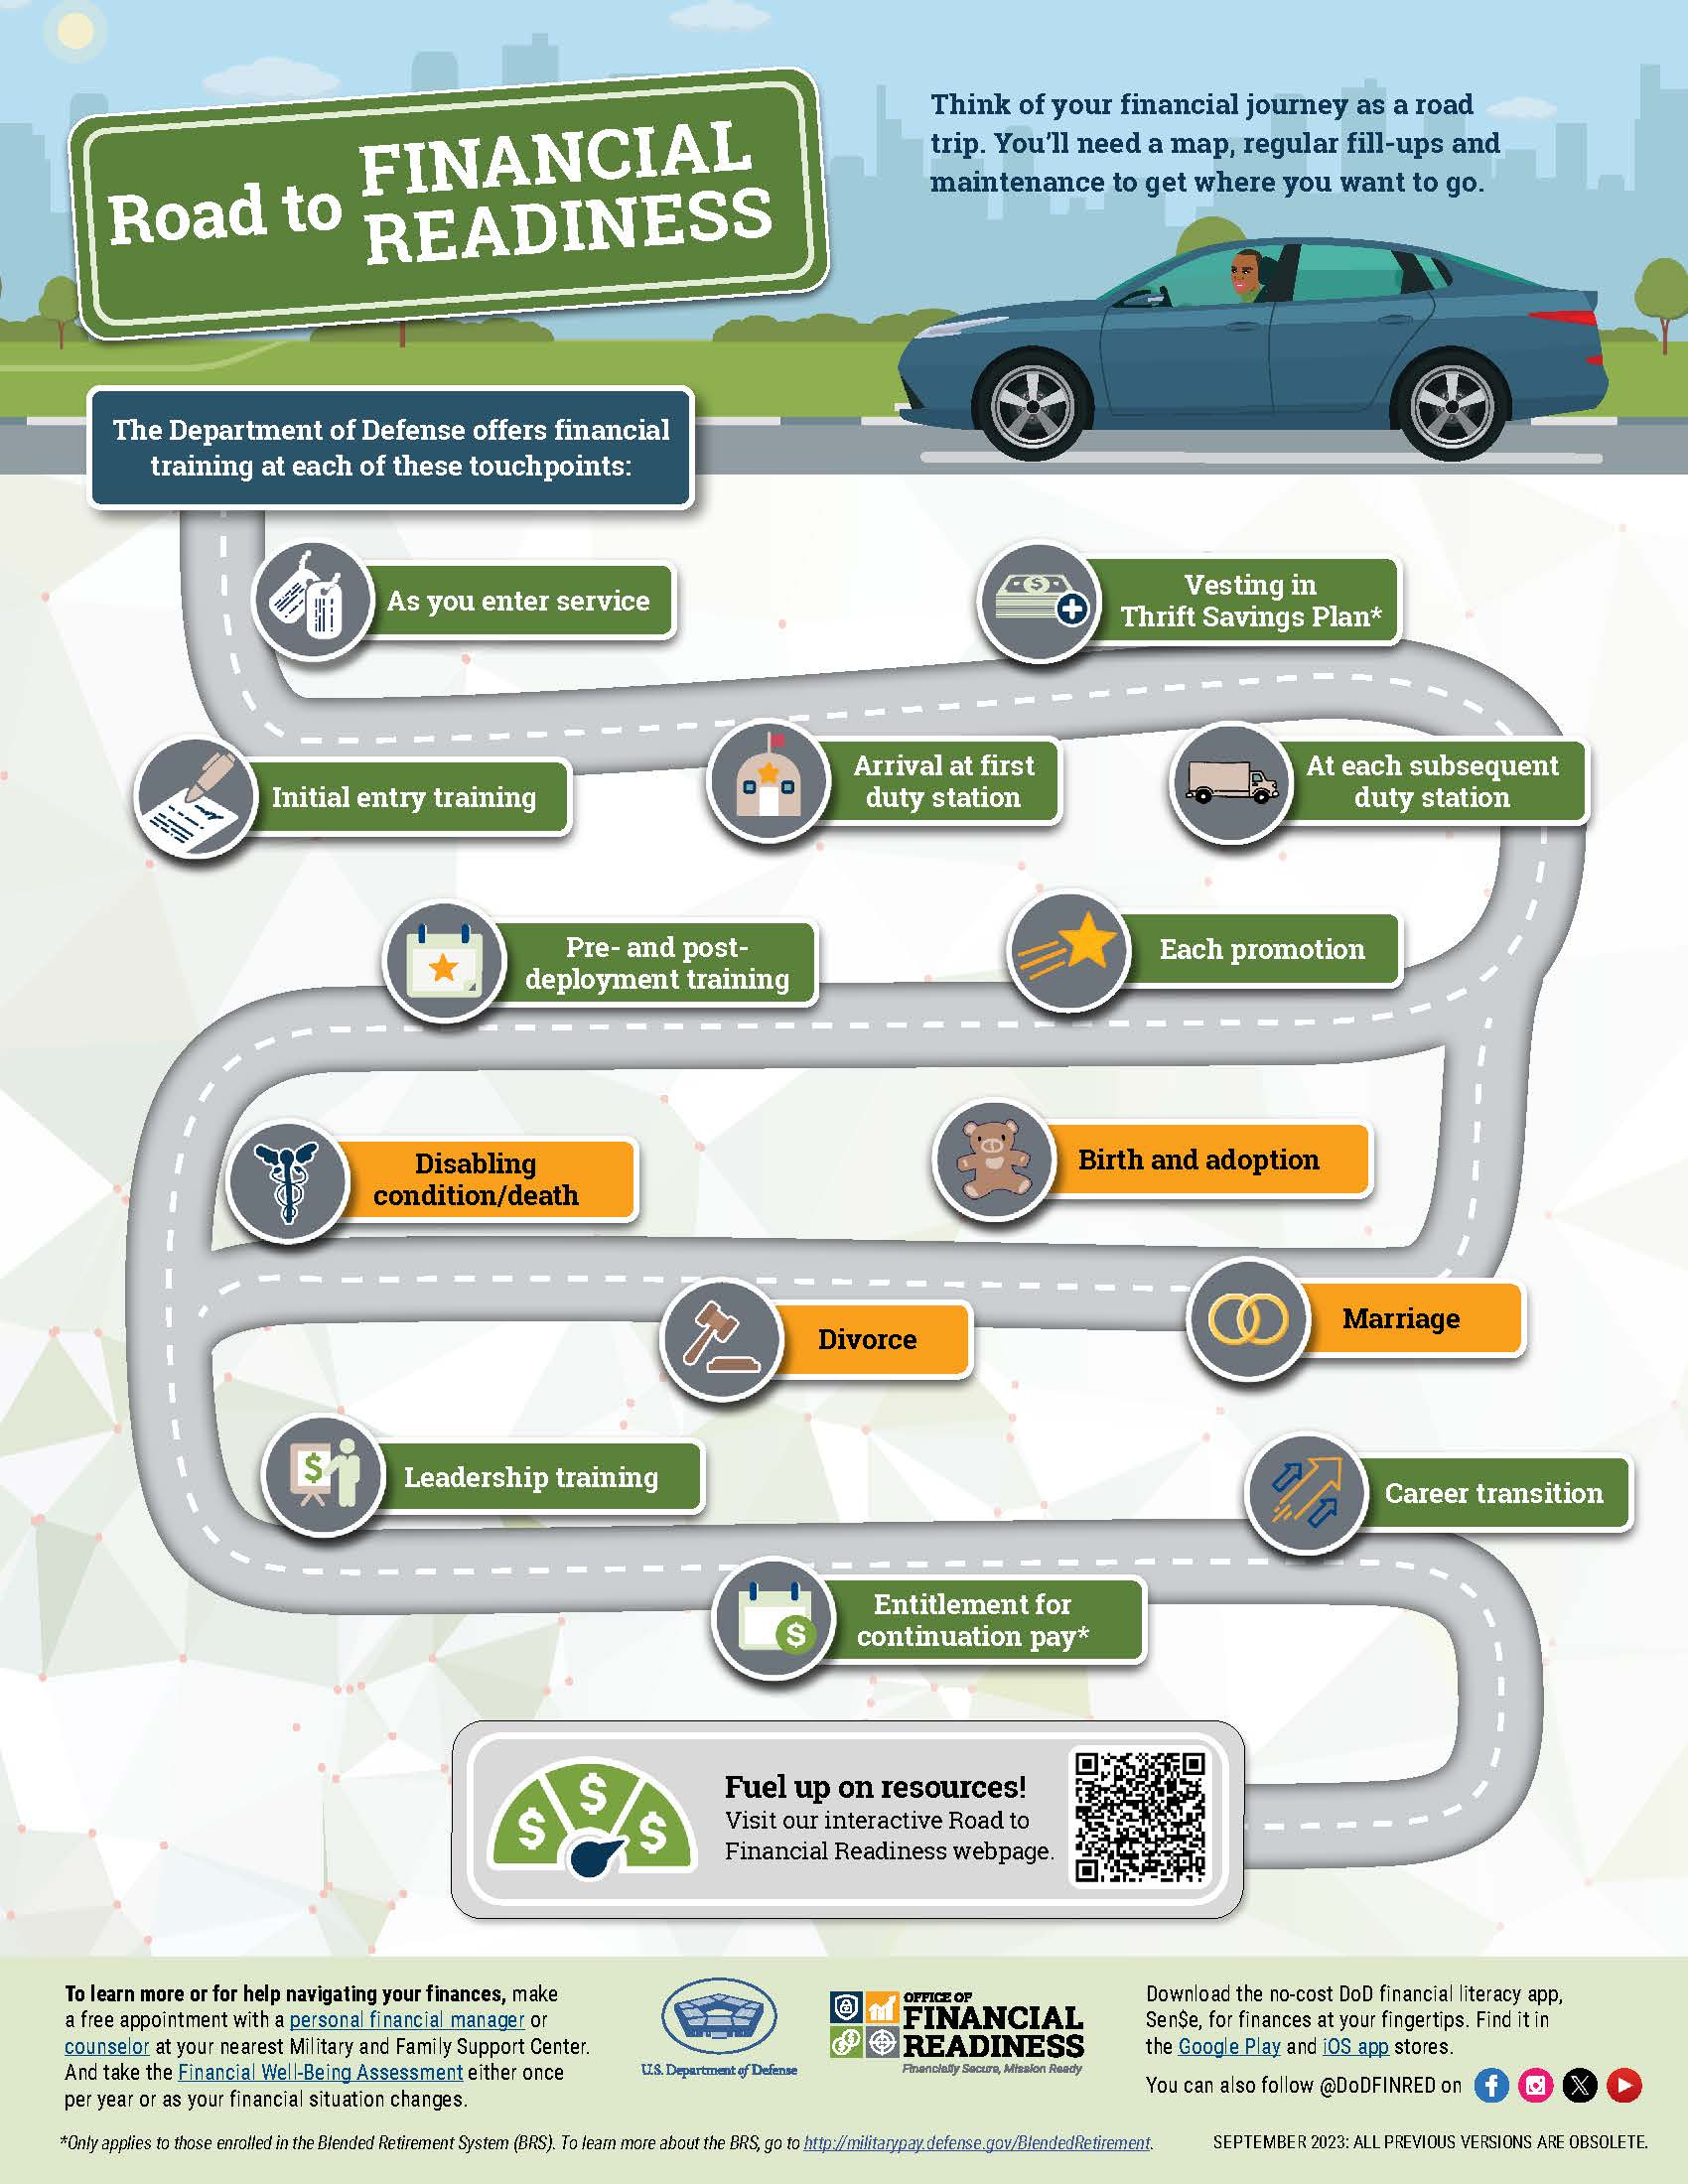 Road to FINANCIAL
READINESS
Think of your financial journey as a road
trip. You'll need a map, regular fill-ups and
maintenance to get where you want to go.
The Department of Defense offers financial
training at each of these touchpoints:
As you enter service
Vesting in
Thrift Savings Plan*
Initial entry training
Arrival at first
duty station
At each subsequent
duty station
Pre- and post-
deployment training
Each promotion
Disabling
condition/death
Birth and adoption
Divorce
Marriage
Leadership training
Career transition
Entitlement for
continuation pay*
Fuel up on resources!
Visit our interactive Road to
Financial Readiness webpage.
To learn more or for help navigating your finances, make
a free appointment with a personal financial manager or
counselor at your nearest Military and Family Support Center.
And take the Financial Well-Being Assessment either once
per year or as your financial situation changes.
U.S. Department of Defense
OFFICE OF
FINANCIAL
READINESS
Financially Secure, Mission Ready
Download the no-cost DoD financial literacy app,
Sen$e, for finances at your fingertips. Find it in
the Google Play and iOS app stores.
You can also follow @DoDFINRED on
*Only applies to those enrolled in the Blended Retirement System (BRS). To learn more about the BRS, go to http://militarypay.defense.gov/BlendedRetirement.
SEPTEMBER 2023: ALL PREVIOUS VERSIONS ARE OBSOLETE.